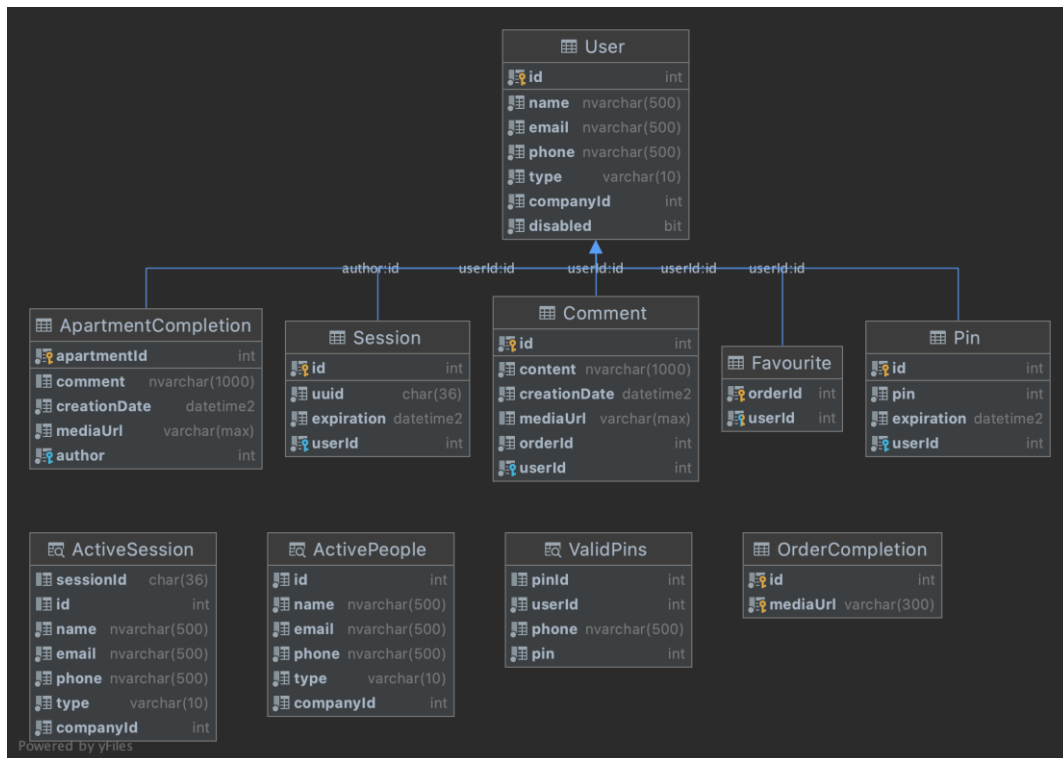 User
id int
name nvarchar(500)
email nvarchar(500)
phone nvarchar(500)
type varchar(10)
companyId int
disabled bit
author:id userId:id userId:id userId:id userId:id
ApartmentCompletion
apartmentId int
comment nvarchar(1000)
creationDate datetime2
mediaUrl varchar(max)
author int
Session
id int
uuid char(36)
expiration datetime2
userId int
Comment
id int
content nvarchar(1000)
creationDate datetime2
mediaUrl varchar(max)
orderId int
userId int
Favourite
orderId int
userId int
Pin
id int
pin int
expiration datetime2
userId int
ActiveSession
sessionId char(36)
id int
name nvarchar(500)
email nvarchar(500)
phone nvarchar(500)
type varchar(10)
companyId int
ActivePeople
id int
name nvarchar(500)
email nvarchar(500)
phone nvarchar(500)
type varchar(10)
companyId int
ValidPins
pinId int
userId int
phone nvarchar(500)
pin int
OrderCompletion
id int
mediaUrl varchar(300)
Powered by yFiles